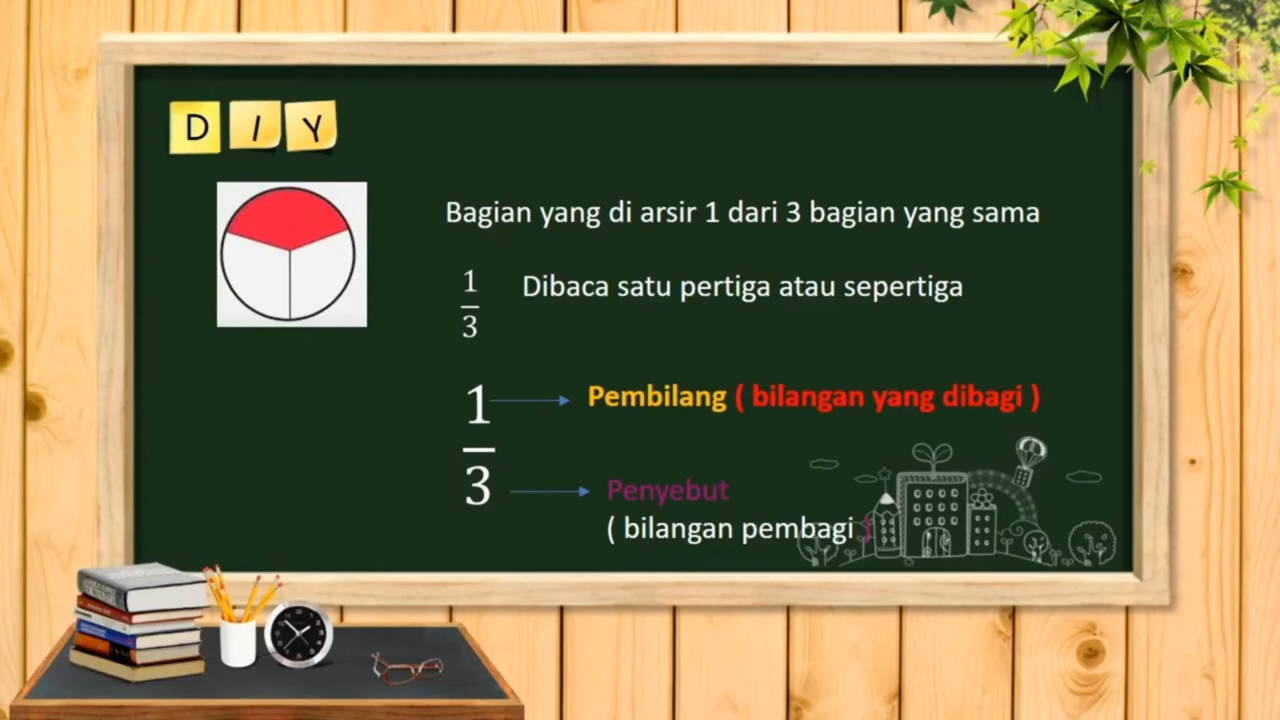 D I Y
Bagian yang di arsir 1 dari 3 bagian yang sama
1
3
Dibaca satu pertiga atau sepertiga
1
Pembilang ( bilangan yang dibagi )
3
Penyebut
( bilangan pembagi )